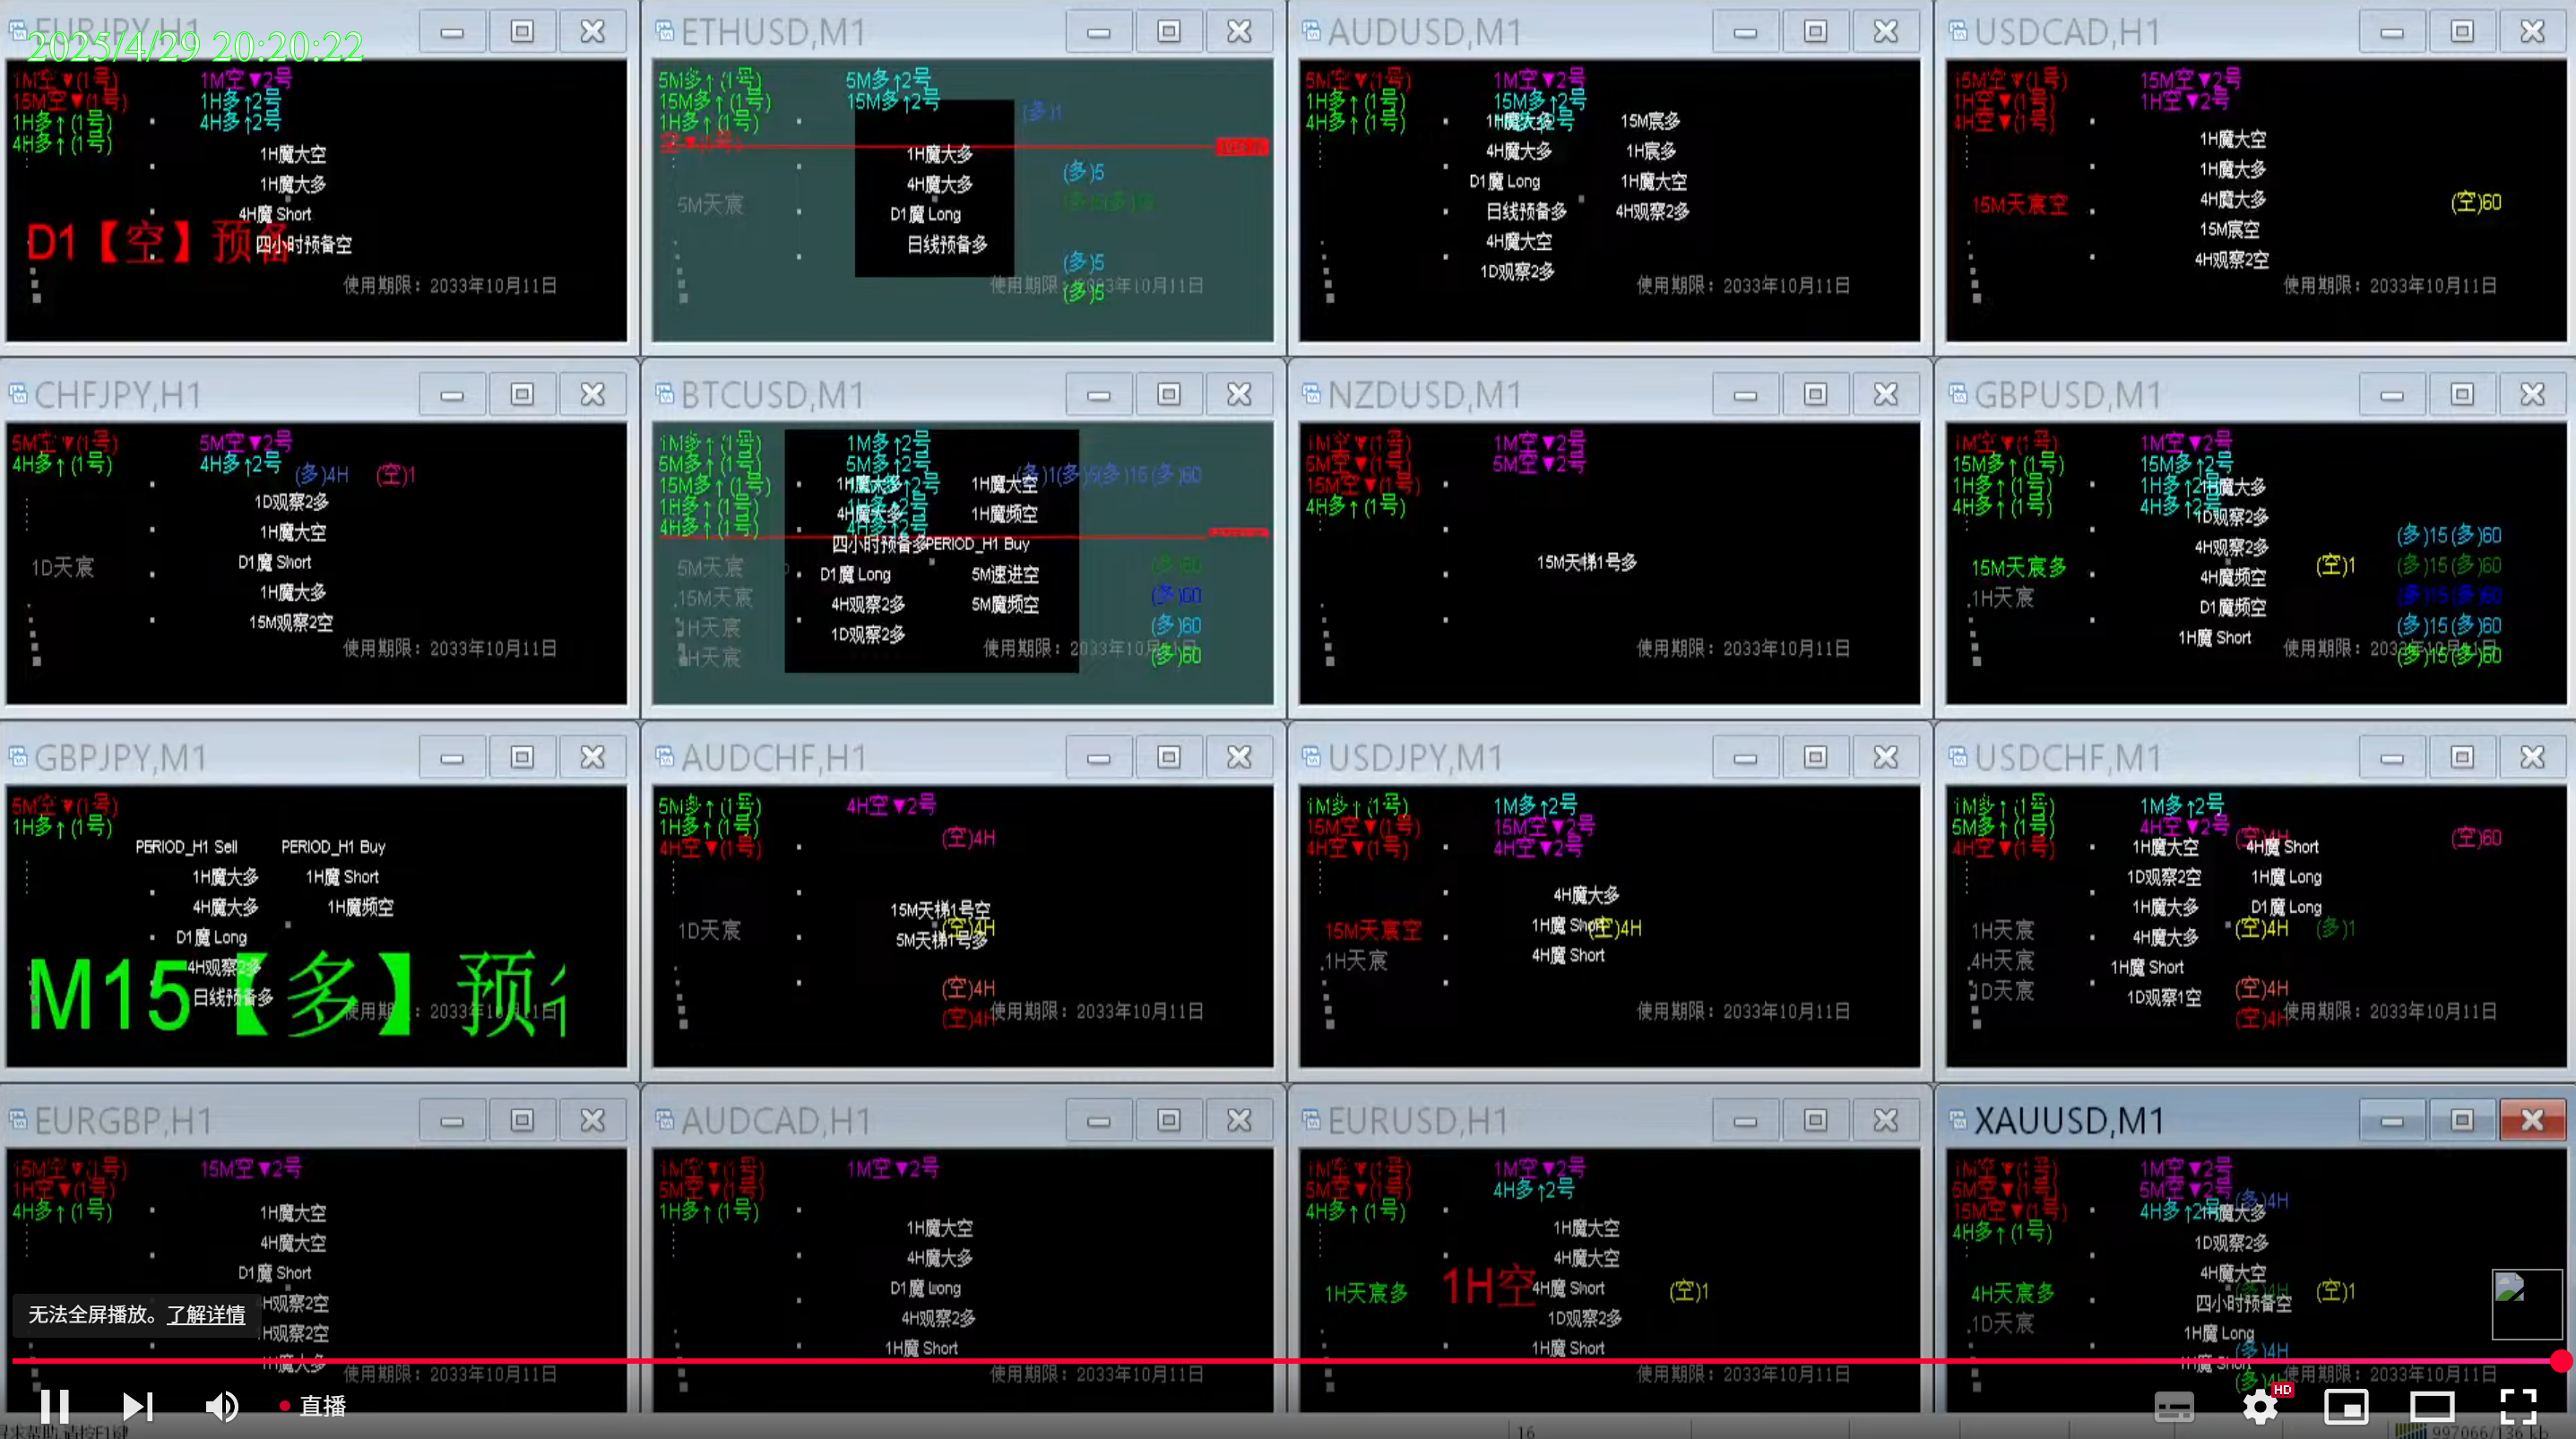 EURJPY,H1
2025/4/29 20:20:22
1M空▼(1号) 1M空▼2号
15M空▼(1号) 1H多↑2号
1H多↑(1号) 4H多↑2号
4H多↑(1号)
1H魔大空
1H魔大多
4H魔 Short
D1【空】预备
四小时预备空
使用期限：2033年10月11日
ETHUSD,M1
5M多↑(1号) 5M多↑2号
15M多↑(1号) 15M多↑2号
1H多↑(1号)
(多)1
空▼(1号)
1H魔大多
(多)5
4H魔大多
5M天宸
D1魔 Long
日线预备多
(多)5
使用期限：2033年10月11日
(多)5
AUDUSD,M1
5M空▼(1号) 1M空▼2号
1H多↑(1号) 15M多↑2号
4H多↑(1号)
1H魔大多 15M宸多
4H魔大多 1H宸多
D1魔 Long 1H魔大空
日线预备多 4H观察2多
4H魔大空
1D观察2多
使用期限：2033年10月11日
USDCAD,H1
15M空▼(1号) 15M空▼2号
1H空▼(1号) 1H空▼2号
4H空▼(1号)
1H魔大空
1H魔大多
4H魔大多
15M天宸空 (空)60
15M宸空
4H观察2空
使用期限：2033年10月11日
CHFJPY,H1
5M空▼(1号) 5M空▼2号
4H多↑(1号) 4H多↑2号
(多)4H (空)1
1D观察2多
1H魔大空
1D天宸
D1魔 Short
1H魔大多
15M观察2空
使用期限：2033年10月11日
BTCUSD,M1
1M多↑(1号) 1M多↑2号
5M多↑(1号) 5M多↑2号
(多)1(多)5(多)15(多)60
15M多↑(1号)
1H魔大多 1H魔大空
1H多↑(1号)
4H魔大多 1H魔频空
4H多↑(1号) 4H多↑2号
四小时预备多 PERIOD_H1 Buy
5M天宸 (多)60
D1魔 Long 5M速进空
15M天宸 (多)60
4H观察2多 5M魔频空
1H天宸 (多)60
1D观察2多
使用期限：2033年10月11日
H天宸 (多)60
NZDUSD,M1
1M空▼(1号) 1M空▼2号
5M空▼(1号) 5M空▼2号
15M空▼(1号)
4H多↑(1号)
15M天梯1号多
使用期限：2033年10月11日
GBPUSD,M1
1M空▼(1号) 1M空▼2号
15M多↑(1号) 15M多↑2号
1H多↑(1号) 1H多↑2号
1H魔大多
4H多↑(1号) 4H多↑2号
1D观察2多
(多)15(多)60
4H观察2多
15M天宸多 (空)1 (多)15(多)60
4H魔频空
1H天宸 (多)15(多)60
D1魔频空
(多)15(多)60
1H魔 Short
使用期限：2033年10月11日
(多)15(多)60
GBPJPY,M1
5M空▼(1号)
1H多↑(1号)
PERIOD_H1 Sell PERIOD_H1 Buy
1H魔大多 1H魔 Short
4H魔大多 1H魔频空
D1魔 Long
4H观察2多
M15【多】预
日线预备多
使用期限：2033年10月11日
AUDCHF,H1
5M多↑(1号) 4H空▼2号
1H多↑(1号)
4H空▼(1号) (空)4H
15M天梯1号空
1D天宸 (空)4H
5M天梯1号多
(空)4H
使用期限：2033年10月11日
(空)4H
USDJPY,M1
1M多↑(1号) 1M多↑2号
15M空▼(1号) 15M空▼2号
4H空▼(1号) 4H空▼2号
4H魔大多
15M天宸空 1H魔 Short (空)4H
1H天宸 4H魔 Short
使用期限：2033年10月11日
USDCHF,M1
1M多↑(1号) 1M多↑2号
5M多↑(1号) 4H空▼2号
(空)4H (空)60
4H空▼(1号) 1H魔大空 4H魔 Short
1D观察2空 1H魔 Long
1H魔大多 D1魔 Long
1H天宸 (空)4H (多)1
4H魔大多
4H天宸 1H魔 Short
1D天宸 (空)4H
1D观察1空
使用期限：2033年10月11日
(空)4H
EURGBP,H1
15M空▼(1号) 15M空▼2号
1H空▼(1号)
4H多↑(1号)
1H魔大空
4H魔大空
D1魔 Short
4H观察2空
1H观察2空
1H魔大多
使用期限：2033年10月11日
AUDCAD,H1
1M空▼(1号) 1M空▼2号
5M空▼(1号)
1H多↑(1号)
1H魔大空
4H魔大多
D1魔 Long
4H观察2多
1H魔 Short
使用期限：2033年10月11日
EURUSD,H1
1M空▼(1号) 1M空▼2号
5M空▼(1号) 4H多↑2号
4H多↑(1号)
1H魔大空
4H魔大空
1H天宸多 1H空 4H魔 Short (空)1
1D观察2多
1H魔 Short
使用期限：2033年10月11日
XAUUSD,M1
1M空▼(1号) 1M空▼2号
5M空▼(1号) 5M空▼2号
(多)4H
15M空▼(1号) 4H多↑2号
1H魔大多
4H多↑(1号)
1D观察2多
4H魔大空
4H天宸多 (空)1
四小时预备空
1D天宸
1H魔 Long
(多)4H
使用期限：2033年10月11日
无法全屏播放。了解详情
直播
HD
16
997066/136 kb